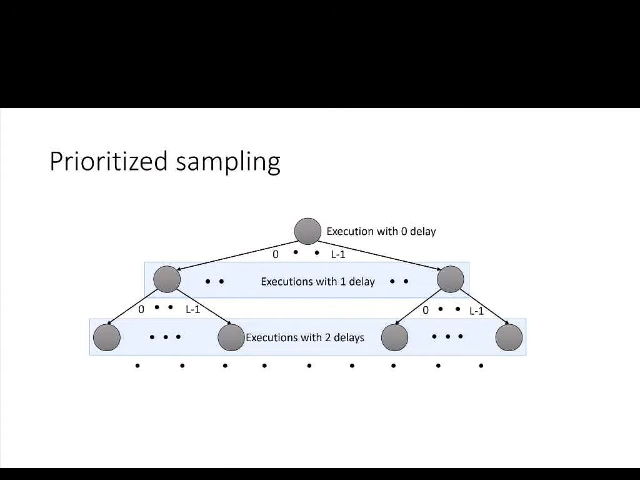 Prioritized sampling
Execution with 0 delay
0 • • L-1
• • Executions with 1 delay • •
0 • • L-1 0 • • L-1
• • • Executions with 2 delays • • •